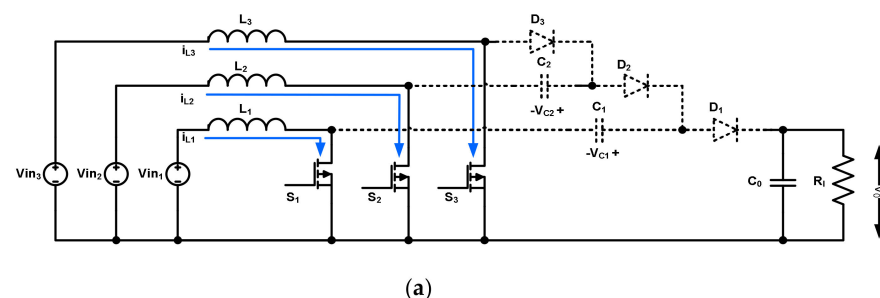 L₃
D₃
iL3
C₂
L₂
D₂
iL2
-VC2 +
C₁
L₁
D₁
iL1
-VC1 +
Vin₃
Vin₂
Vin₁
S₁
S₂
S₃
C₀
Rₗ
V₀
(a)